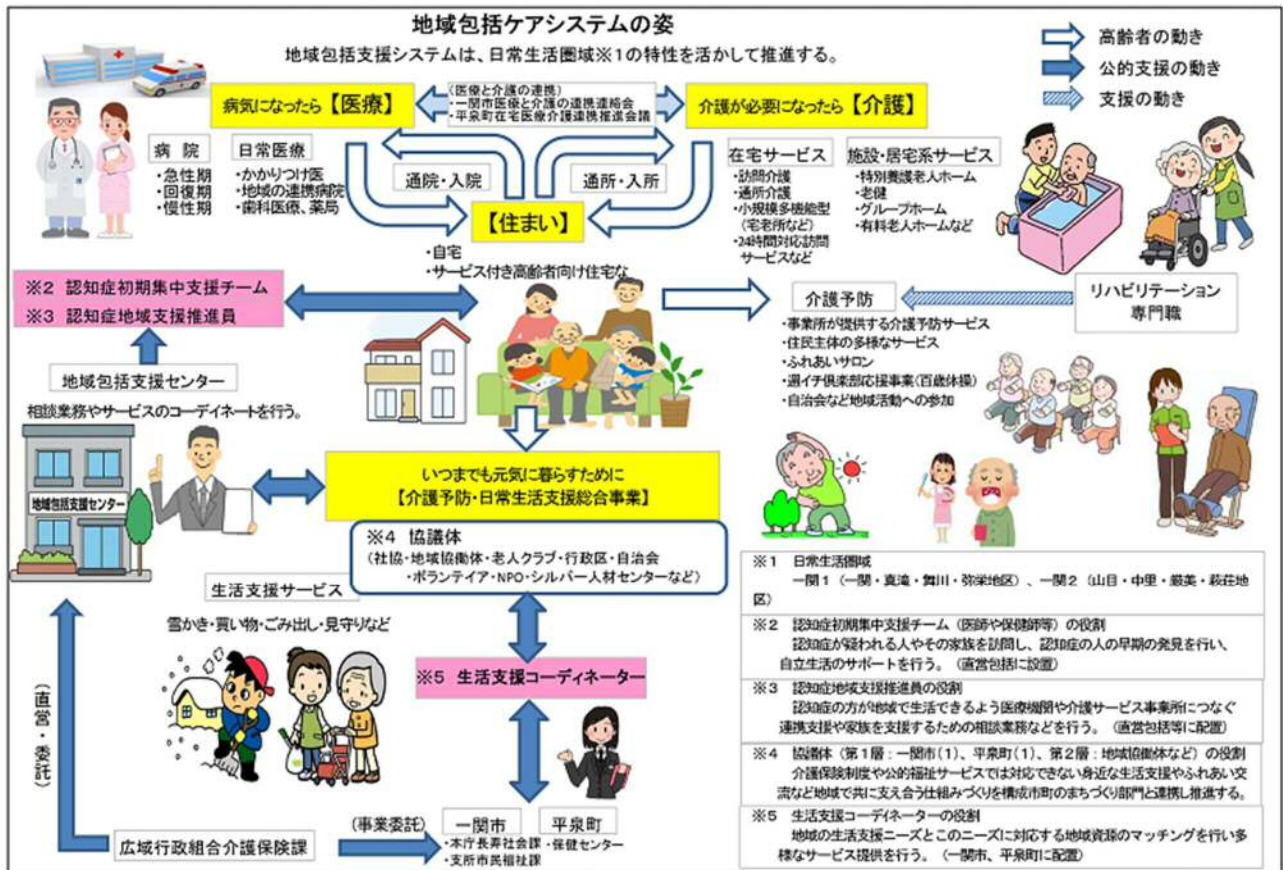 地域包括ケアシステムの姿
地域包括支援システムは、日常生活圏域※1の特性を活かして推進する。
高齢者の動き
公的支援の動き
支援の動き
病気になったら【医療】
(医療と介護の連携)
・一関市医療と介護の連携連絡会
・平泉町在宅医療介護連携推進会議
介護が必要になったら【介護】
病 院
・急性期
・回復期
・慢性期
日常医療
・かかりつけ医
・地域の連携病院
・歯科医療、薬局
通院・入院
通所・入所
在宅サービス
・訪問介護
・通所介護
・小規模多機能型
(宅老所など)
・24時間対応訪問
サービスなど
施設・居宅系サービス
・特別養護老人ホーム
・老健
・グループホーム
・有料老人ホームなど
【住まい】
・自宅
・サービス付き高齢者向け住宅な
※2 認知症初期集中支援チーム
※3 認知症地域支援推進員
介護予防
・事業所が提供する介護予防サービス
・住民主体の多様なサービス
・ふれあいサロン
・週イチ倶楽部応援事業(百歳体操)
・自治会など地域活動への参加
リハビリテーション
専門職
地域包括支援センター
相談業務やサービスのコーディネートを行う。
地域包括支援センター
いつまでも元気に暮らすために
【介護予防・日常生活支援総合事業】
※4 協議体
(社協・地域協働体・老人クラブ・行政区・自治会
・ボランテイア・NPO・シルバー人材センターなど)
生活支援サービス
雪かき・買い物・ごみ出し・見守りなど
※5 生活支援コーディネーター
(直営・委託)
広域行政組合介護保険課
(事業委託)
一関市
・本庁長寿社会課
・支所市民福祉課
平泉町
・保健センター
※1 日常生活圏域
一関1(一関・真滝・舞川・弥栄地区)、一関2(山目・中里・厳美・萩荘地
区)
※2 認知症初期集中支援チーム(医師や保健師等)の役割
認知症が疑われる人やその家族を訪問し、認知症の人の早期の発見を行い、
自立生活のサポートを行う。(直営包括に設置)
※3 認知症地域支援推進員の役割
認知症の方が地域で生活できるよう医療機関や介護サービス事業所につなぐ
連携支援や家族を支援するための相談業務などを行う。(直営包括等に配置)
※4 協議体(第1層:一関市(1)、平泉町(1)、第2層:地域協働体など)の役割
介護保険制度や公的福祉サービスでは対応できない身近な生活支援やふれあい交
流など地域で共に支え合う仕組みづくりを構成市町のまちづくり部門と連携し推進する。
※5 生活支援コーディネーターの役割
地域の生活支援ニーズとこのニーズに対応する地域資源のマッチングを行い多
様なサービス提供を行う。(一関市、平泉町に配置)